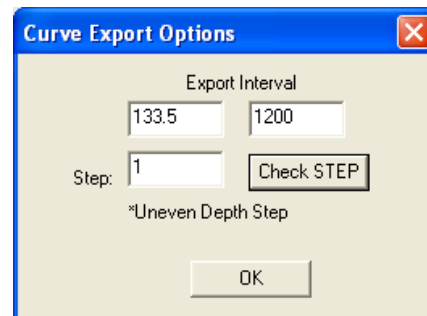 Curve Export Options
Export Interval
133.5 1200
Step: 1 Check STEP
*Uneven Depth Step
OK